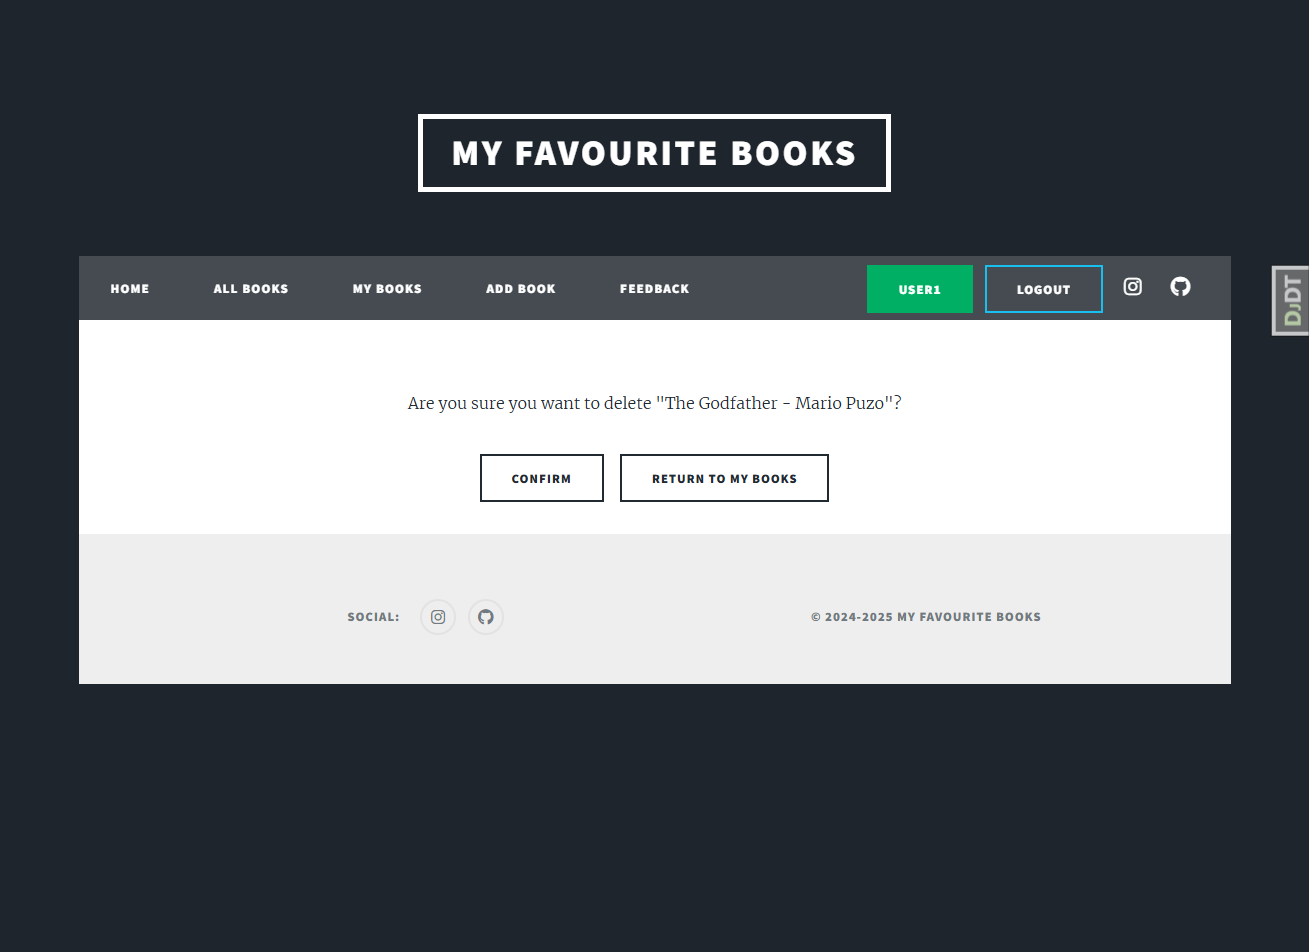 MY FAVOURITE BOOKS
HOME ALL BOOKS MY BOOKS ADD BOOK FEEDBACK USER1 LOGOUT
DJDT
Are you sure you want to delete "The Godfather - Mario Puzo"?
CONFIRM RETURN TO MY BOOKS
SOCIAL: © 2024-2025 MY FAVOURITE BOOKS